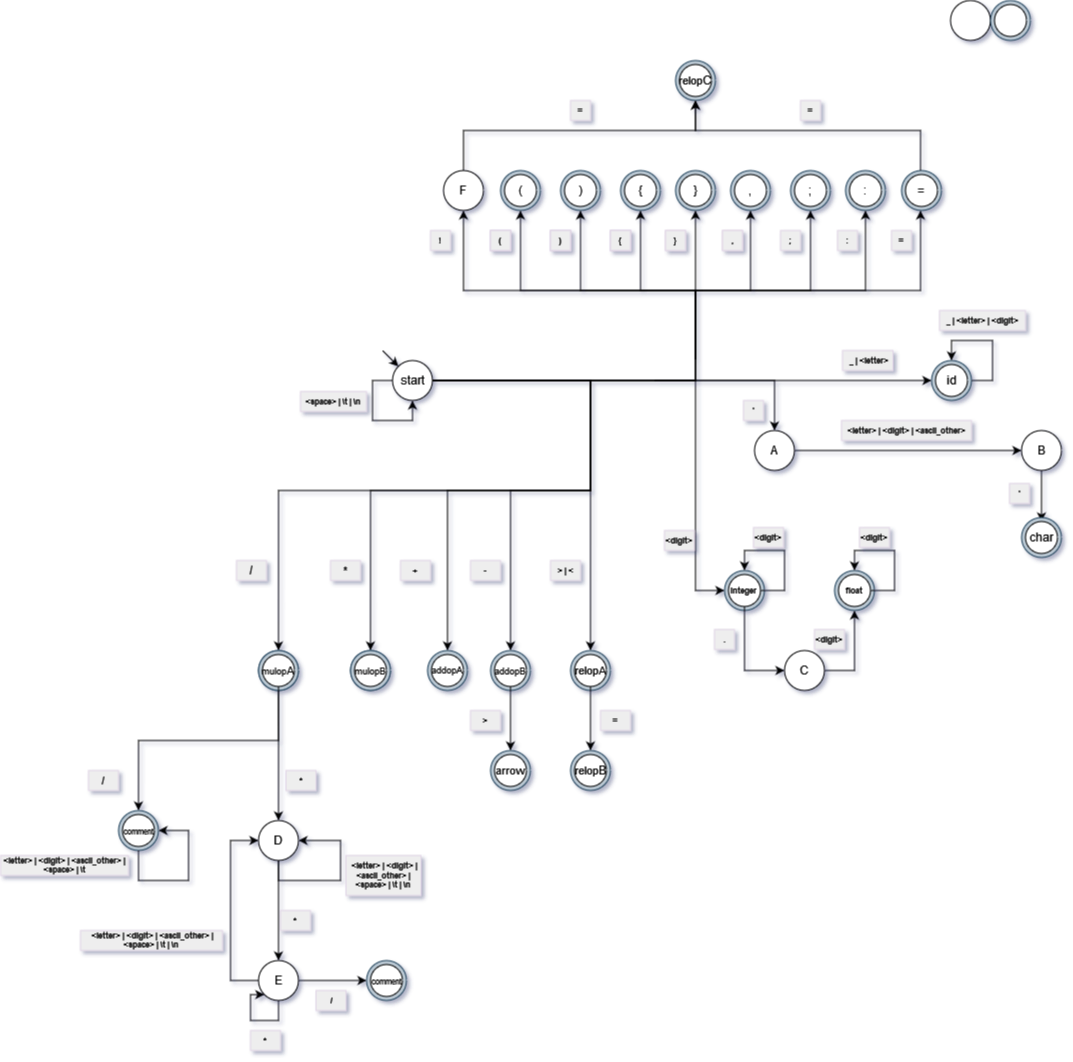 relopC
= =
F ( ) { } , ; : =
! ( ) { } , ; : =
_ | <letter> | <digit>
_ | <letter>
start
id
<space> | \t | \n
'
<letter> | <digit> | <ascii_other>
A
B
'
char
<digit> <digit> <digit>
/ * + - > | <
integer
float
. <digit>
C
mulopA mulopB addopA addopB relopA
> =
arrow relopB
/ *
comment
D
<letter> | <digit> | <ascii_other> |
<space> | \t
<letter> | <digit> |
<ascii_other> |
<space> | \t | \n
*
<letter> | <digit> | <ascii_other> |
<space> | \t | \n
E
comment
/
*